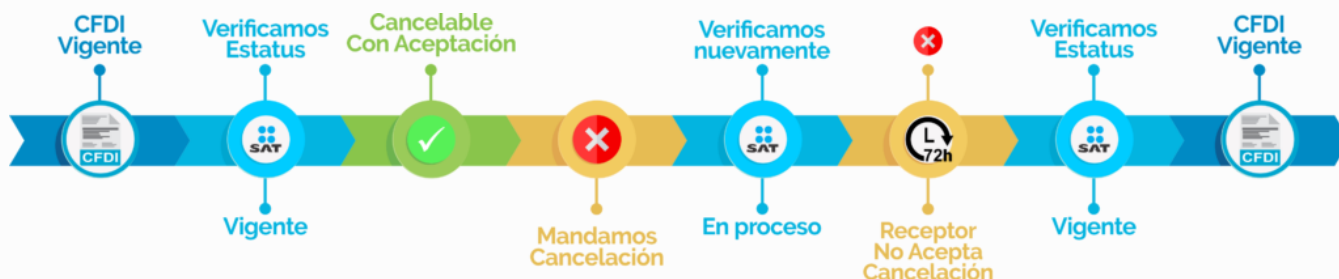 CFDI
Vigente
CFDI
Verificamos
Estatus
SAT
Vigente
Cancelable
Con Aceptación
Mandamos
Cancelación
Verificamos
nuevamente
SAT
En proceso
L
72h
Receptor
No Acepta
Cancelación
Verificamos
Estatus
SAT
Vigente
CFDI
Vigente
CFDI